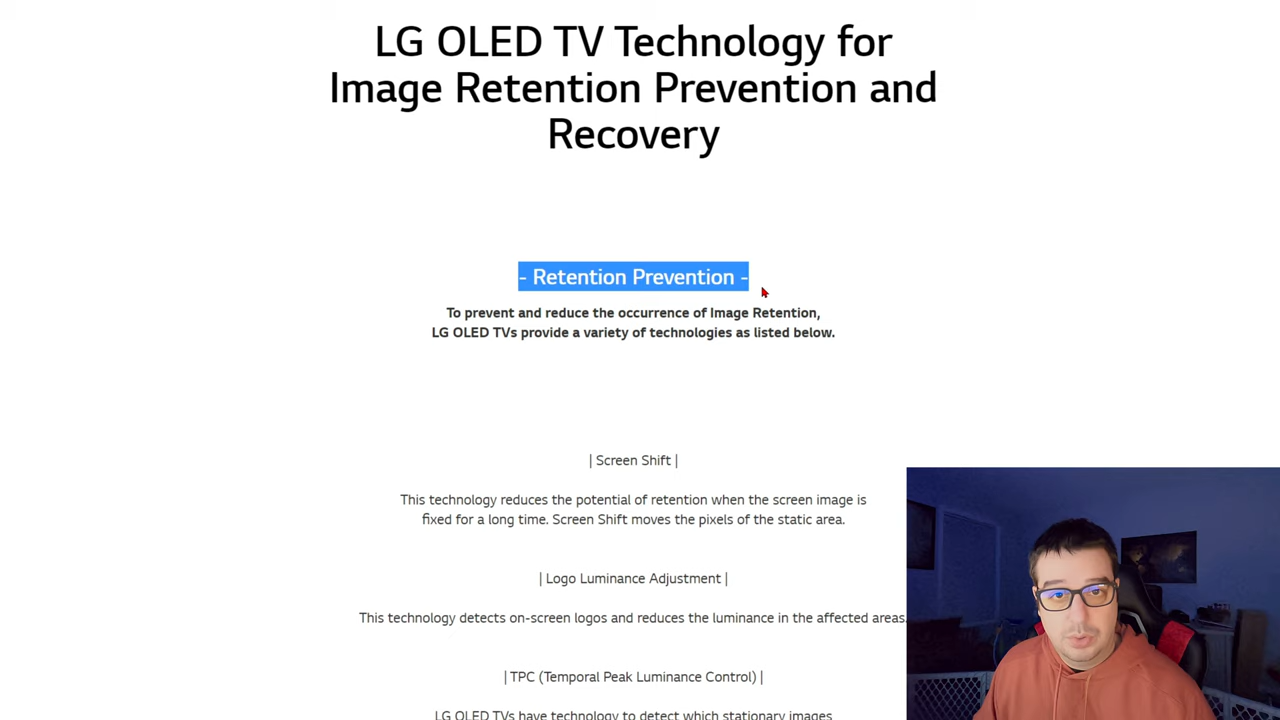 LG OLED TV Technology for
Image Retention Prevention and
Recovery
- Retention Prevention -
To prevent and reduce the occurrence of Image Retention,
LG OLED TVs provide a variety of technologies as listed below.
| Screen Shift |
This technology reduces the potential of retention when the screen image is
fixed for a long time. Screen Shift moves the pixels of the static area.
| Logo Luminance Adjustment |
This technology detects on-screen logos and reduces the luminance in the affected areas.
| TPC (Temporal Peak Luminance Control) |
LG OLED TVs have technology to detect which stationary images